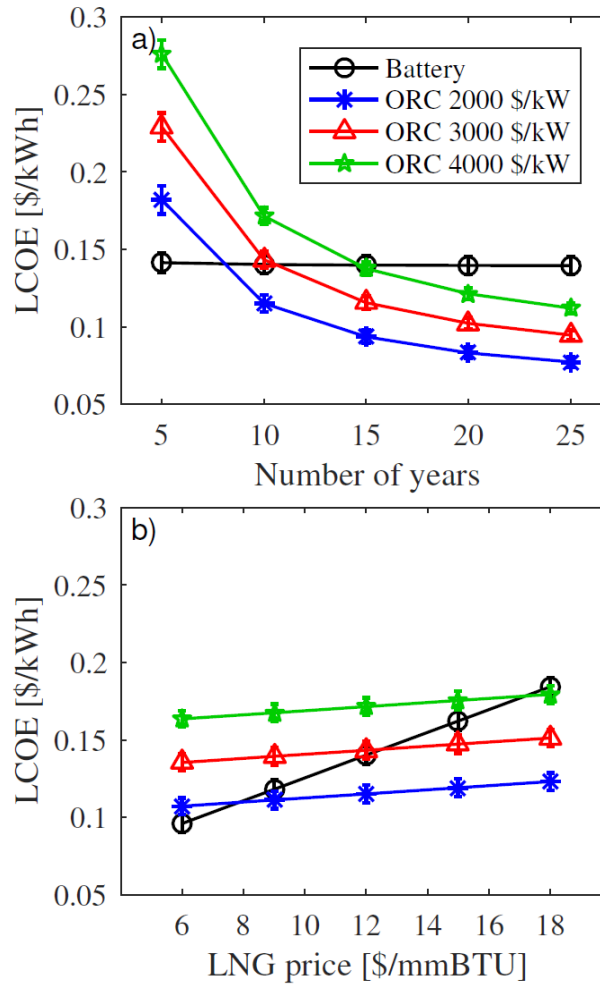 a)
0.3
0.25
0.2
0.15
0.1
0.05
LCOE [$/kWh]
Battery
ORC 2000 $/kW
ORC 3000 $/kW
ORC 4000 $/kW
5 10 15 20 25
Number of years
b)
0.3
0.25
0.2
0.15
0.1
0.05
LCOE [$/kWh]
6 8 10 12 14 16 18
LNG price [$/mmBTU]